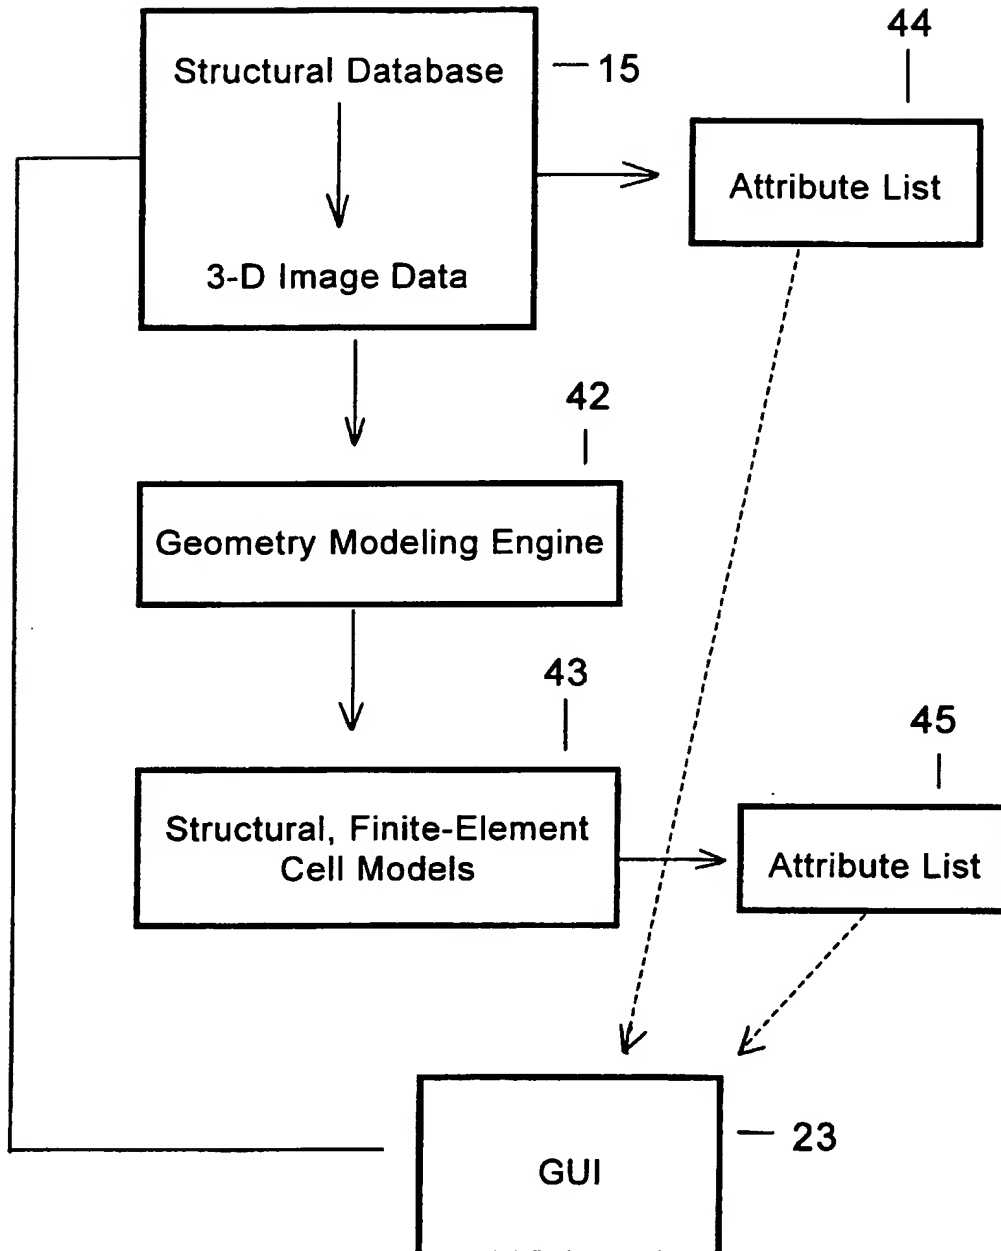 44
Structural Database
15
Attribute List
3-D Image Data
42
Geometry Modeling Engine
43
45
Structural, Finite-Element
Cell Models
Attribute List
23
GUI